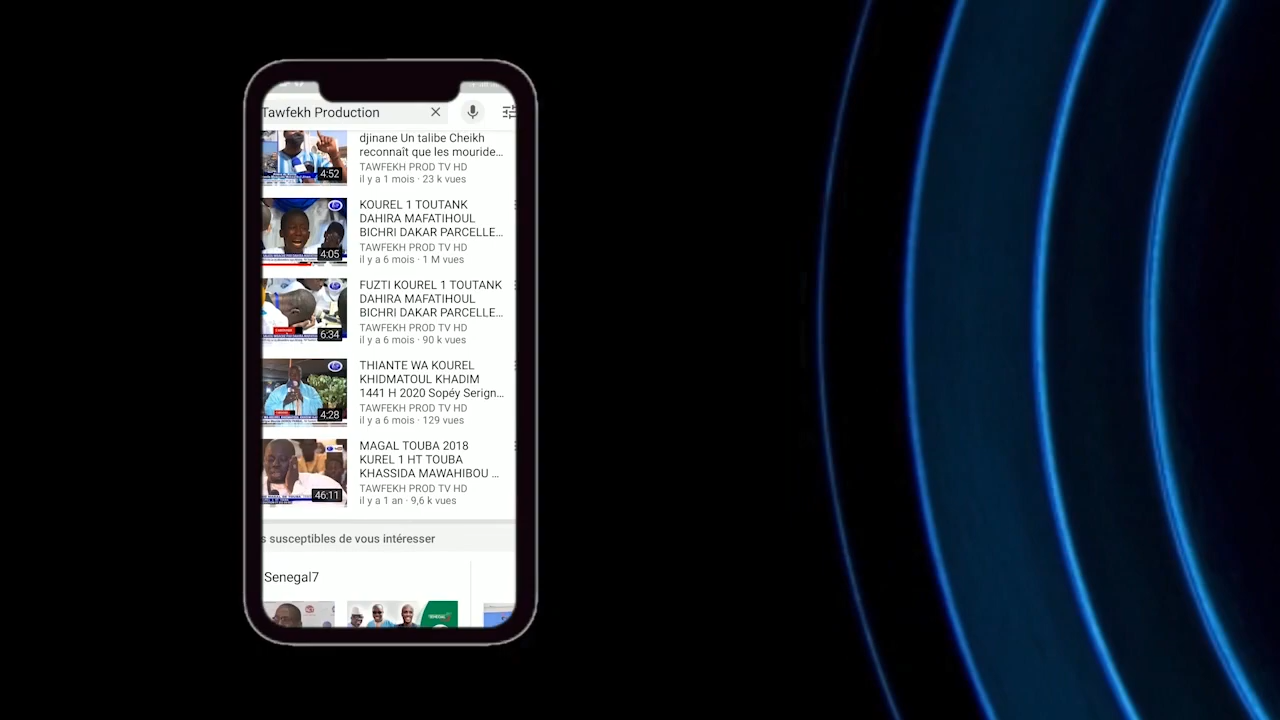 Tawfekh Production
djinane Un talibe Cheikh
reconnaît que les mouride...
TAWFEKH PROD TV HD
il y a 1 mois · 23 k vues
4:52
KOUREL 1 TOUTANK
DAHIRA MAFATIHOUL
BICHRI DAKAR PARCELLE...
TAWFEKH PROD TV HD
il y a 6 mois · 1 M vues
4:05
FUZTI KOUREL 1 TOUTANK
DAHIRA MAFATIHOUL
BICHRI DAKAR PARCELLE...
TAWFEKH PROD TV HD
il y a 6 mois · 90 k vues
6:34
THIANTE WA KOUREL
KHIDMATOUL KHADIM
1441 H 2020 Sopéy Serign...
TAWFEKH PROD TV HD
il y a 6 mois · 129 vues
4:28
MAGAL TOUBA 2018
KUREL 1 HT TOUBA
KHASSIDA MAWAHIBOU ...
TAWFEKH PROD TV HD
il y a 1 an · 9,6 k vues
46:11
s susceptibles de vous intéresser
Senegal7